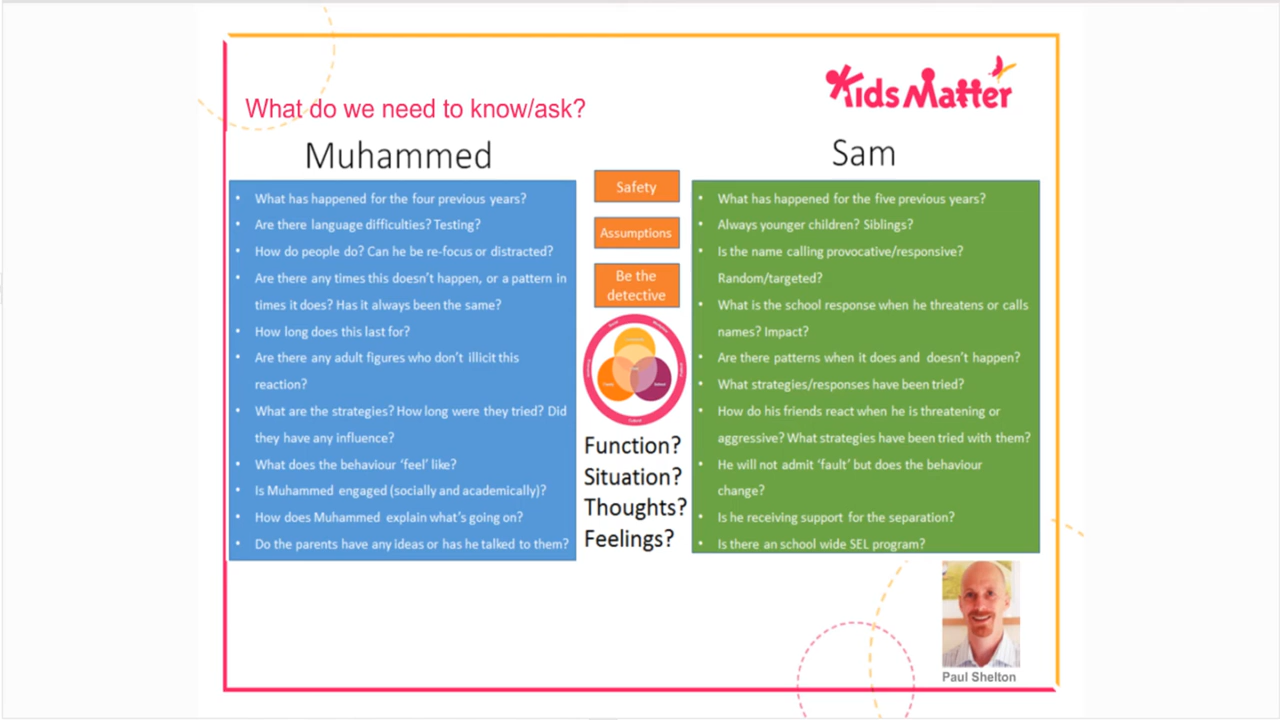 KidsMatter
What do we need to know/ask?
Muhammed
• What has happened for the four previous years?
• Are there language difficulties? Testing?
• How do people do? Can he be re-focus or distracted?
• Are there any times this doesn't happen, or a pattern in
times it does? Has it always been the same?
• How long does this last for?
• Are there any adult figures who don't illicit this
reaction?
• What are the strategies? How long were they tried? Did
they have any influence?
• What does the behaviour 'feel' like?
• Is Muhammed engaged (socially and academically)?
• How does Muhammed explain what's going on?
• Do the parents have any ideas or has he talked to them?
Safety
Assumptions
Be the
detective
Function?
Situation?
Thoughts?
Feelings?
Sam
• What has happened for the five previous years?
• Always younger children? Siblings?
• Is the name calling provocative/responsive?
Random/targeted?
• What is the school response when he threatens or calls
names? Impact?
• Are there patterns when it does and doesn't happen?
• What strategies/responses have been tried?
• How do his friends react when he is threatening or
aggressive? What strategies have been tried with them?
• He will not admit 'fault' but does the behaviour
change?
• Is he receiving support for the separation?
• Is there an school wide SEL program?
Paul Shelton